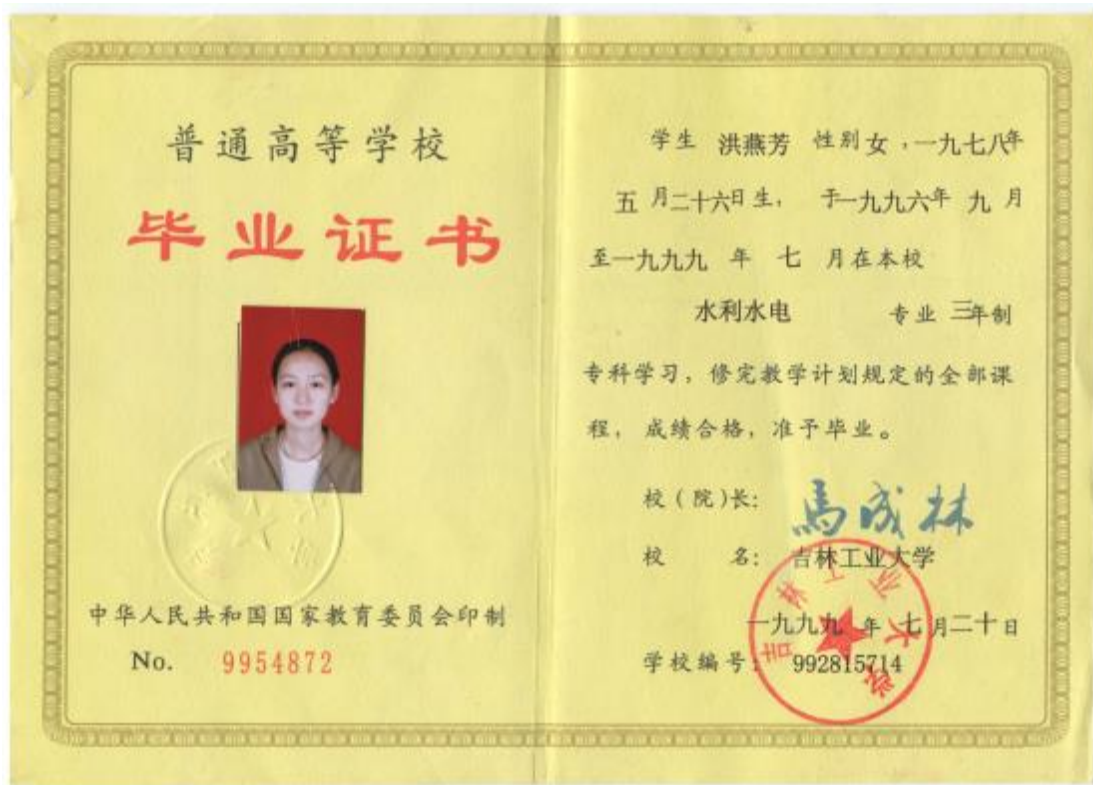 普通高等学校
毕业证书
中华人民共和国国家教育委员会印制
No. 9954872
学生 洪燕芳 性别 女 ,一九七八年
五 月二十六日生, 于一九九六年 九 月
至一九九九 年 七 月在本校
水利水电 专业 三年制
专科学习, 修完教学计划规定的全部课
程, 成绩合格, 准予毕业。
校(院)长: 馬成林
校 名: 吉林工业大学
一九九九 年 七 月二十日
学校编号: 992815714
吉林工业大学